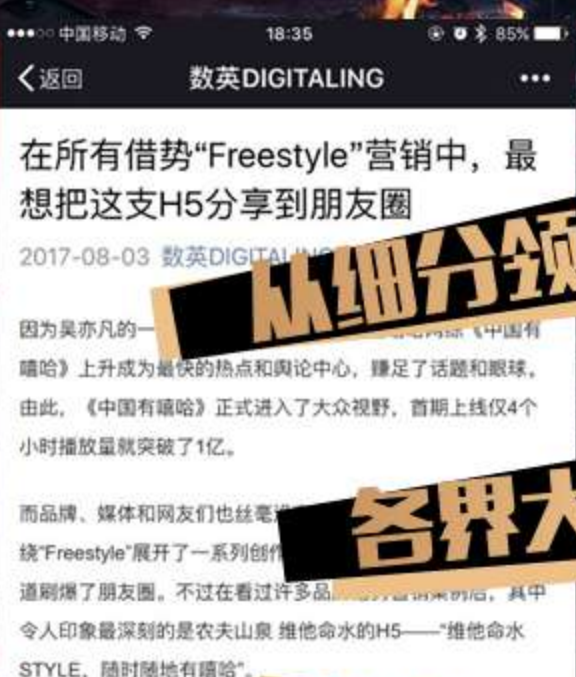 中国移动
18:35
85%
返回
数英DIGITALING
在所有借势“Freestyle”营销中，最
想把这支H5分享到朋友圈
2017-08-03 数英DIGITALING
从细分领
因为吴亦凡的一
《中国有
嘻哈》上升成为最快的热点和舆论中心，赚足了话题和眼球。
由此，《中国有嘻哈》正式进入了大众视野，首期上线仅4个
小时播放量就突破了1亿。
各界大
而品牌、媒体和网友们也丝毫
绕“Freestyle”展开了一系列创作
道刷爆了朋友圈。不过在看过许多品
营销案例后，其中
令人印象最深刻的是农夫山泉 维他命水的H5——“维他命水
STYLE，随时随地有嘻哈”。